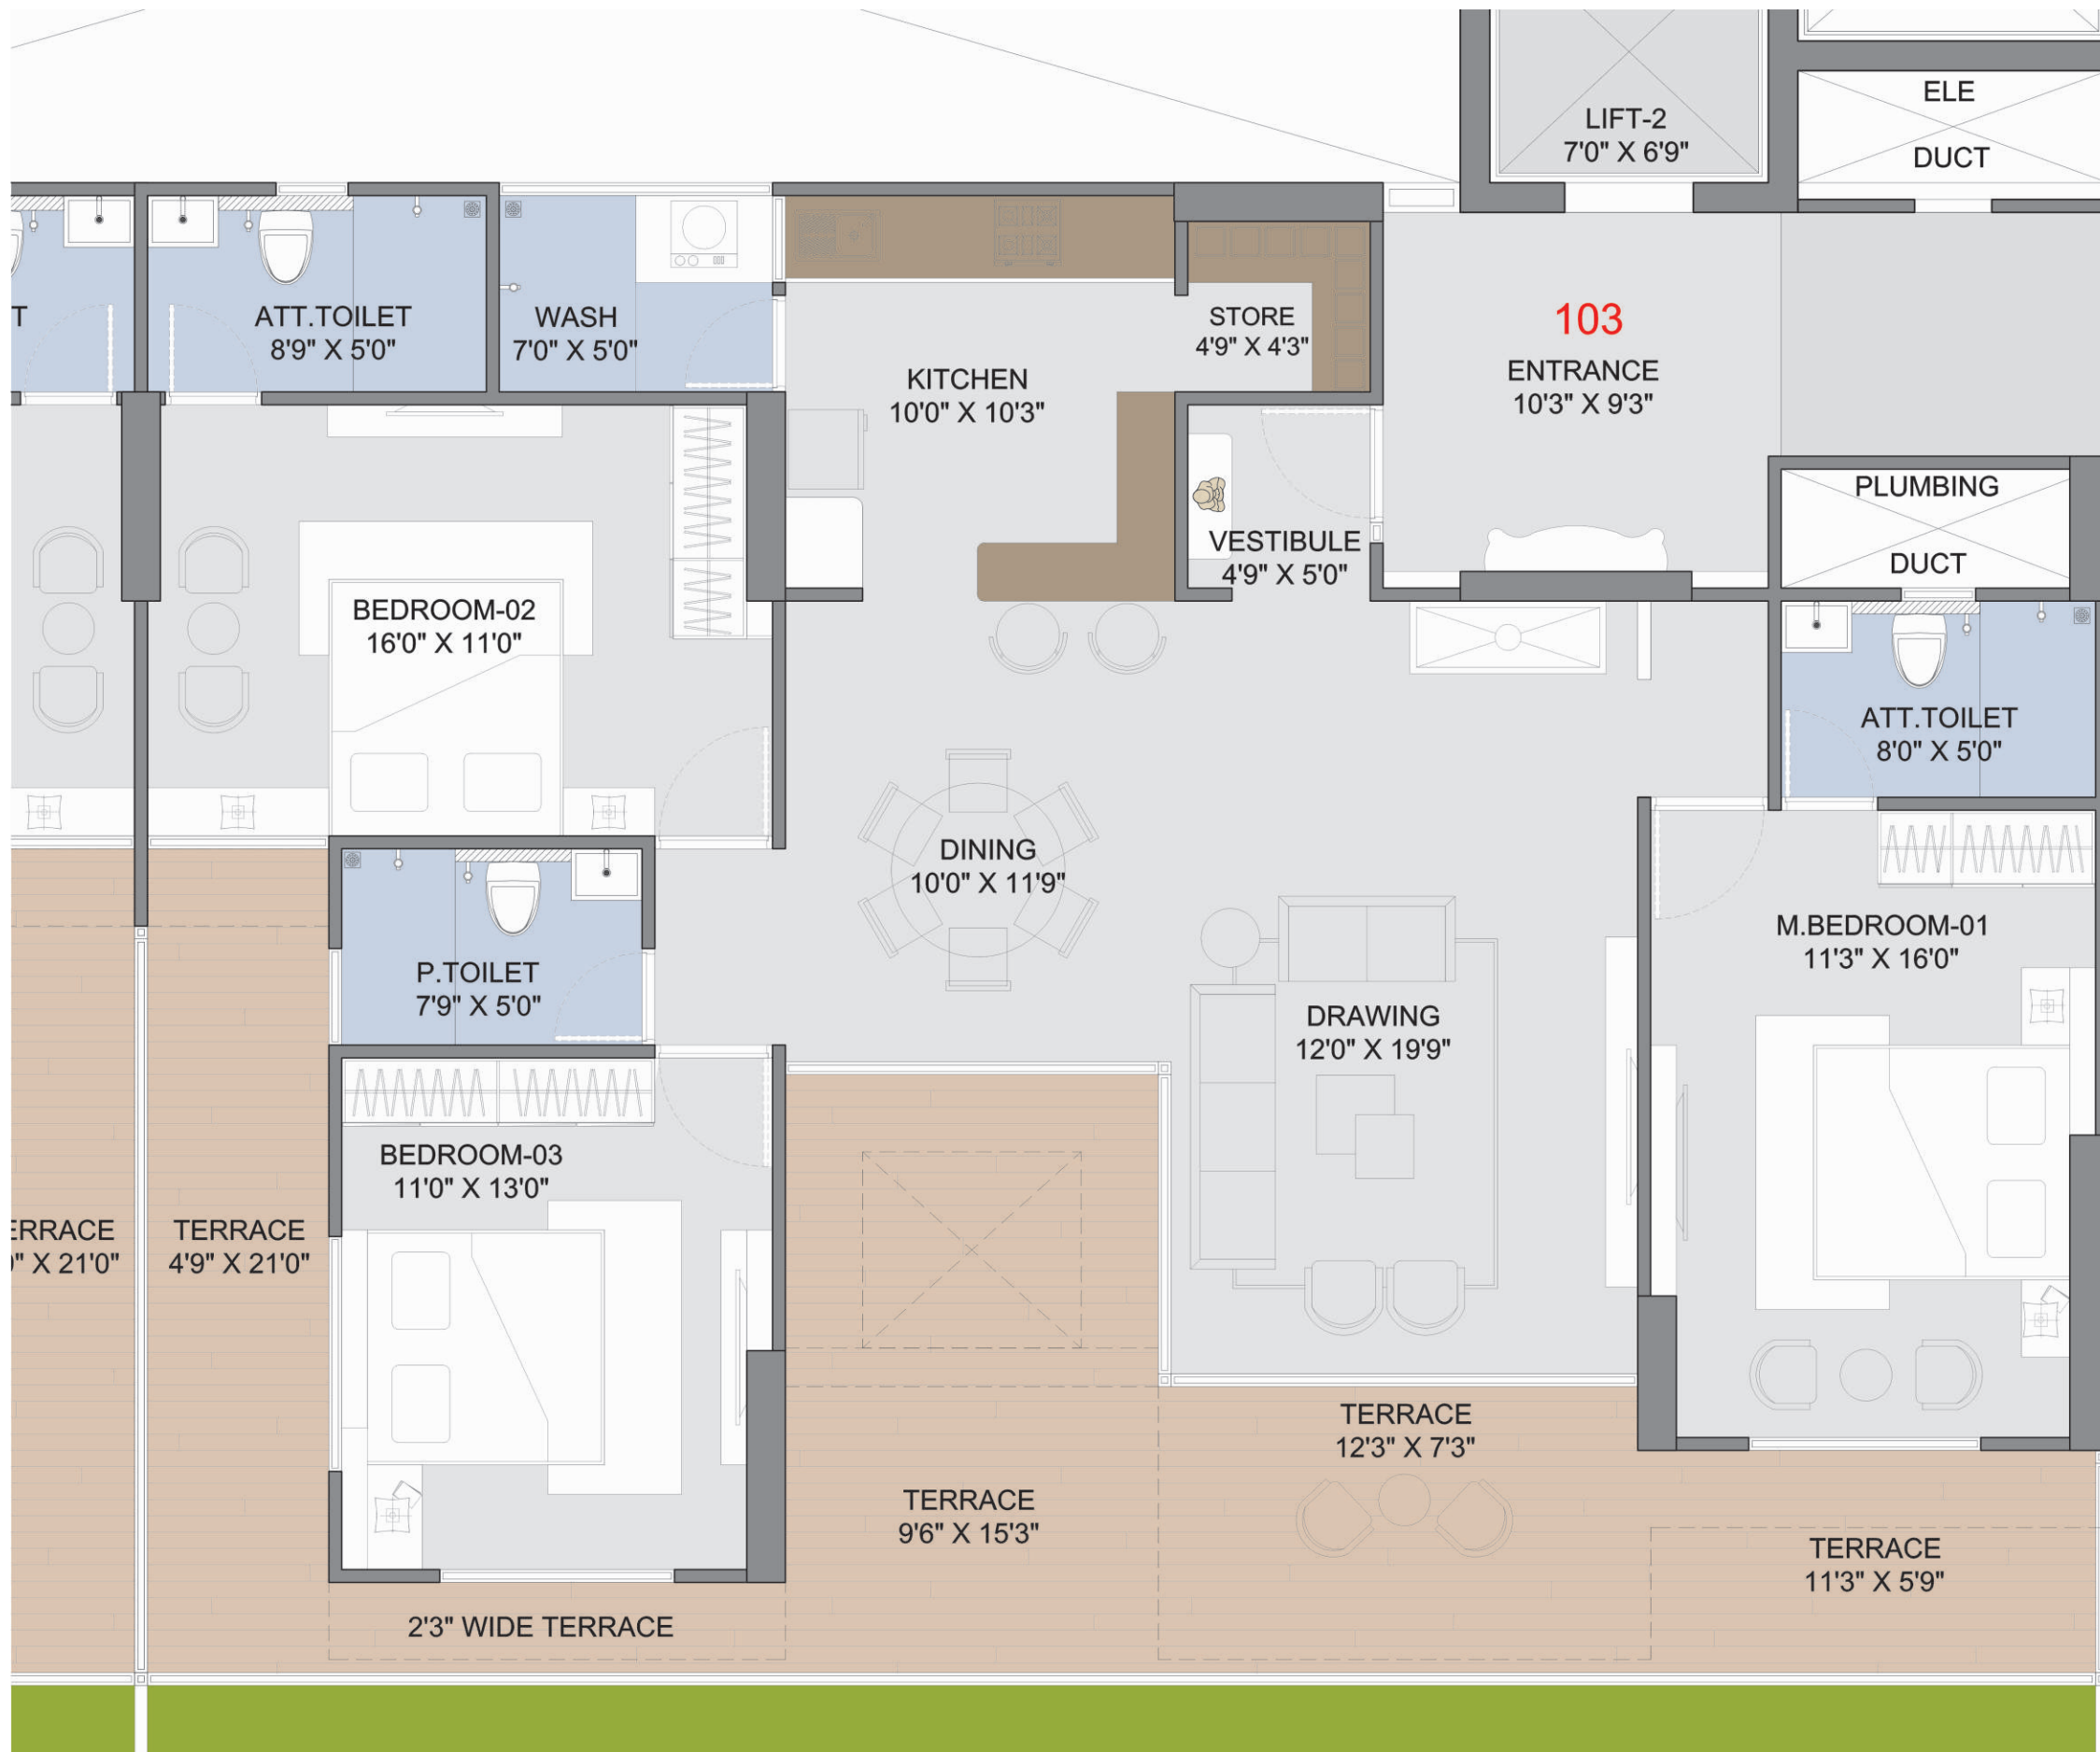 ELE
DUCT
LIFT-2
7'0" X 6'9"
T
ATT.TOILET
8'9" X 5'0"
WASH
7'0" X 5'0"
STORE
4'9" X 4'3"
103
ENTRANCE
10'3" X 9'3"
KITCHEN
10'0" X 10'3"
PLUMBING
DUCT
VESTIBULE
4'9" X 5'0"
BEDROOM-02
16'0" X 11'0"
ATT.TOILET
8'0" X 5'0"
DINING
10'0" X 11'9"
M.BEDROOM-01
11'3" X 16'0"
P.TOILET
7'9" X 5'0"
DRAWING
12'0" X 19'9"
BEDROOM-03
11'0" X 13'0"
ERRACE
" X 21'0"
TERRACE
4'9" X 21'0"
TERRACE
12'3" X 7'3"
TERRACE
9'6" X 15'3"
TERRACE
11'3" X 5'9"
2'3" WIDE TERRACE